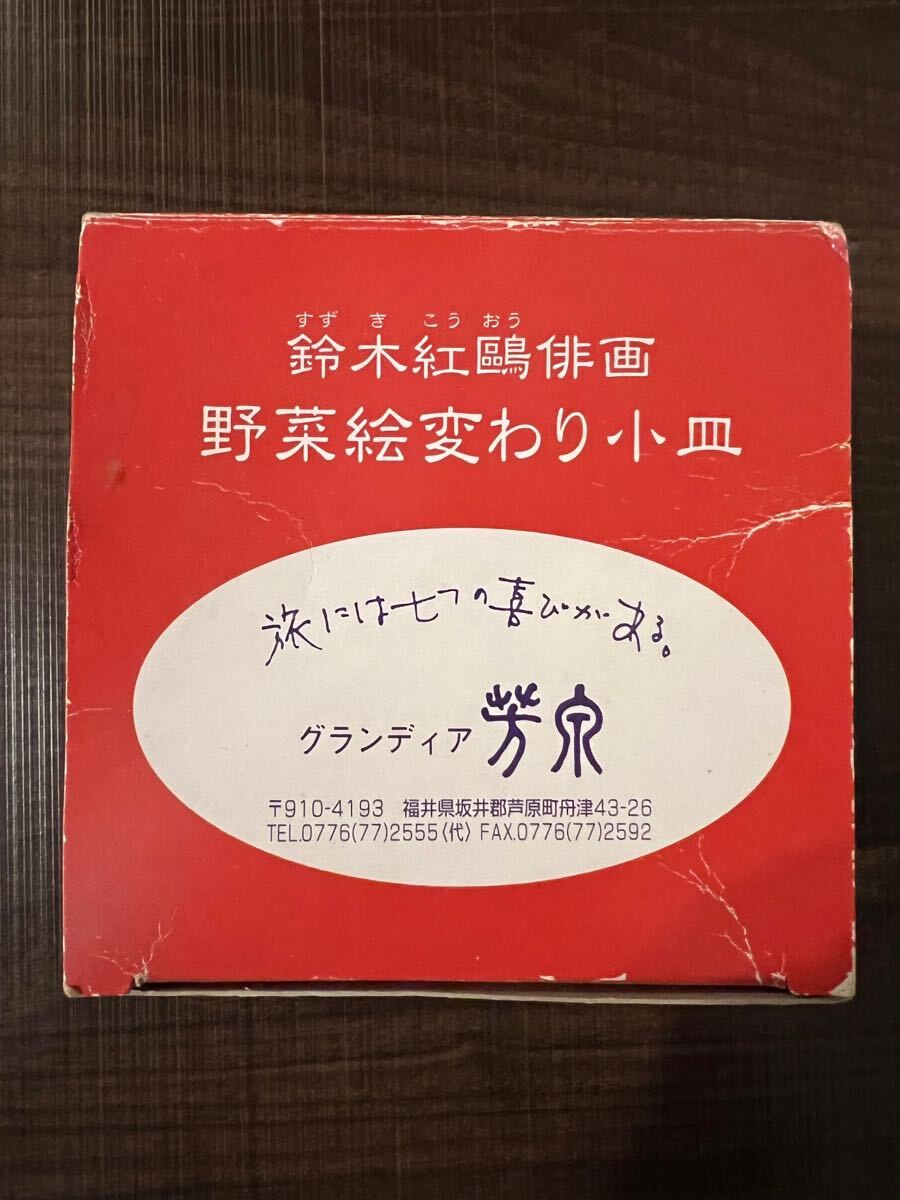 すずきこうおう
鈴木紅鷗俳画
野菜絵変わり小皿
旅には七つの喜びがある。
グランディア芳泉
〒910-4193 福井県坂井郡芦原町舟津43-26
TEL.0776(77)2555〈代〉FAX.0776(77)2592